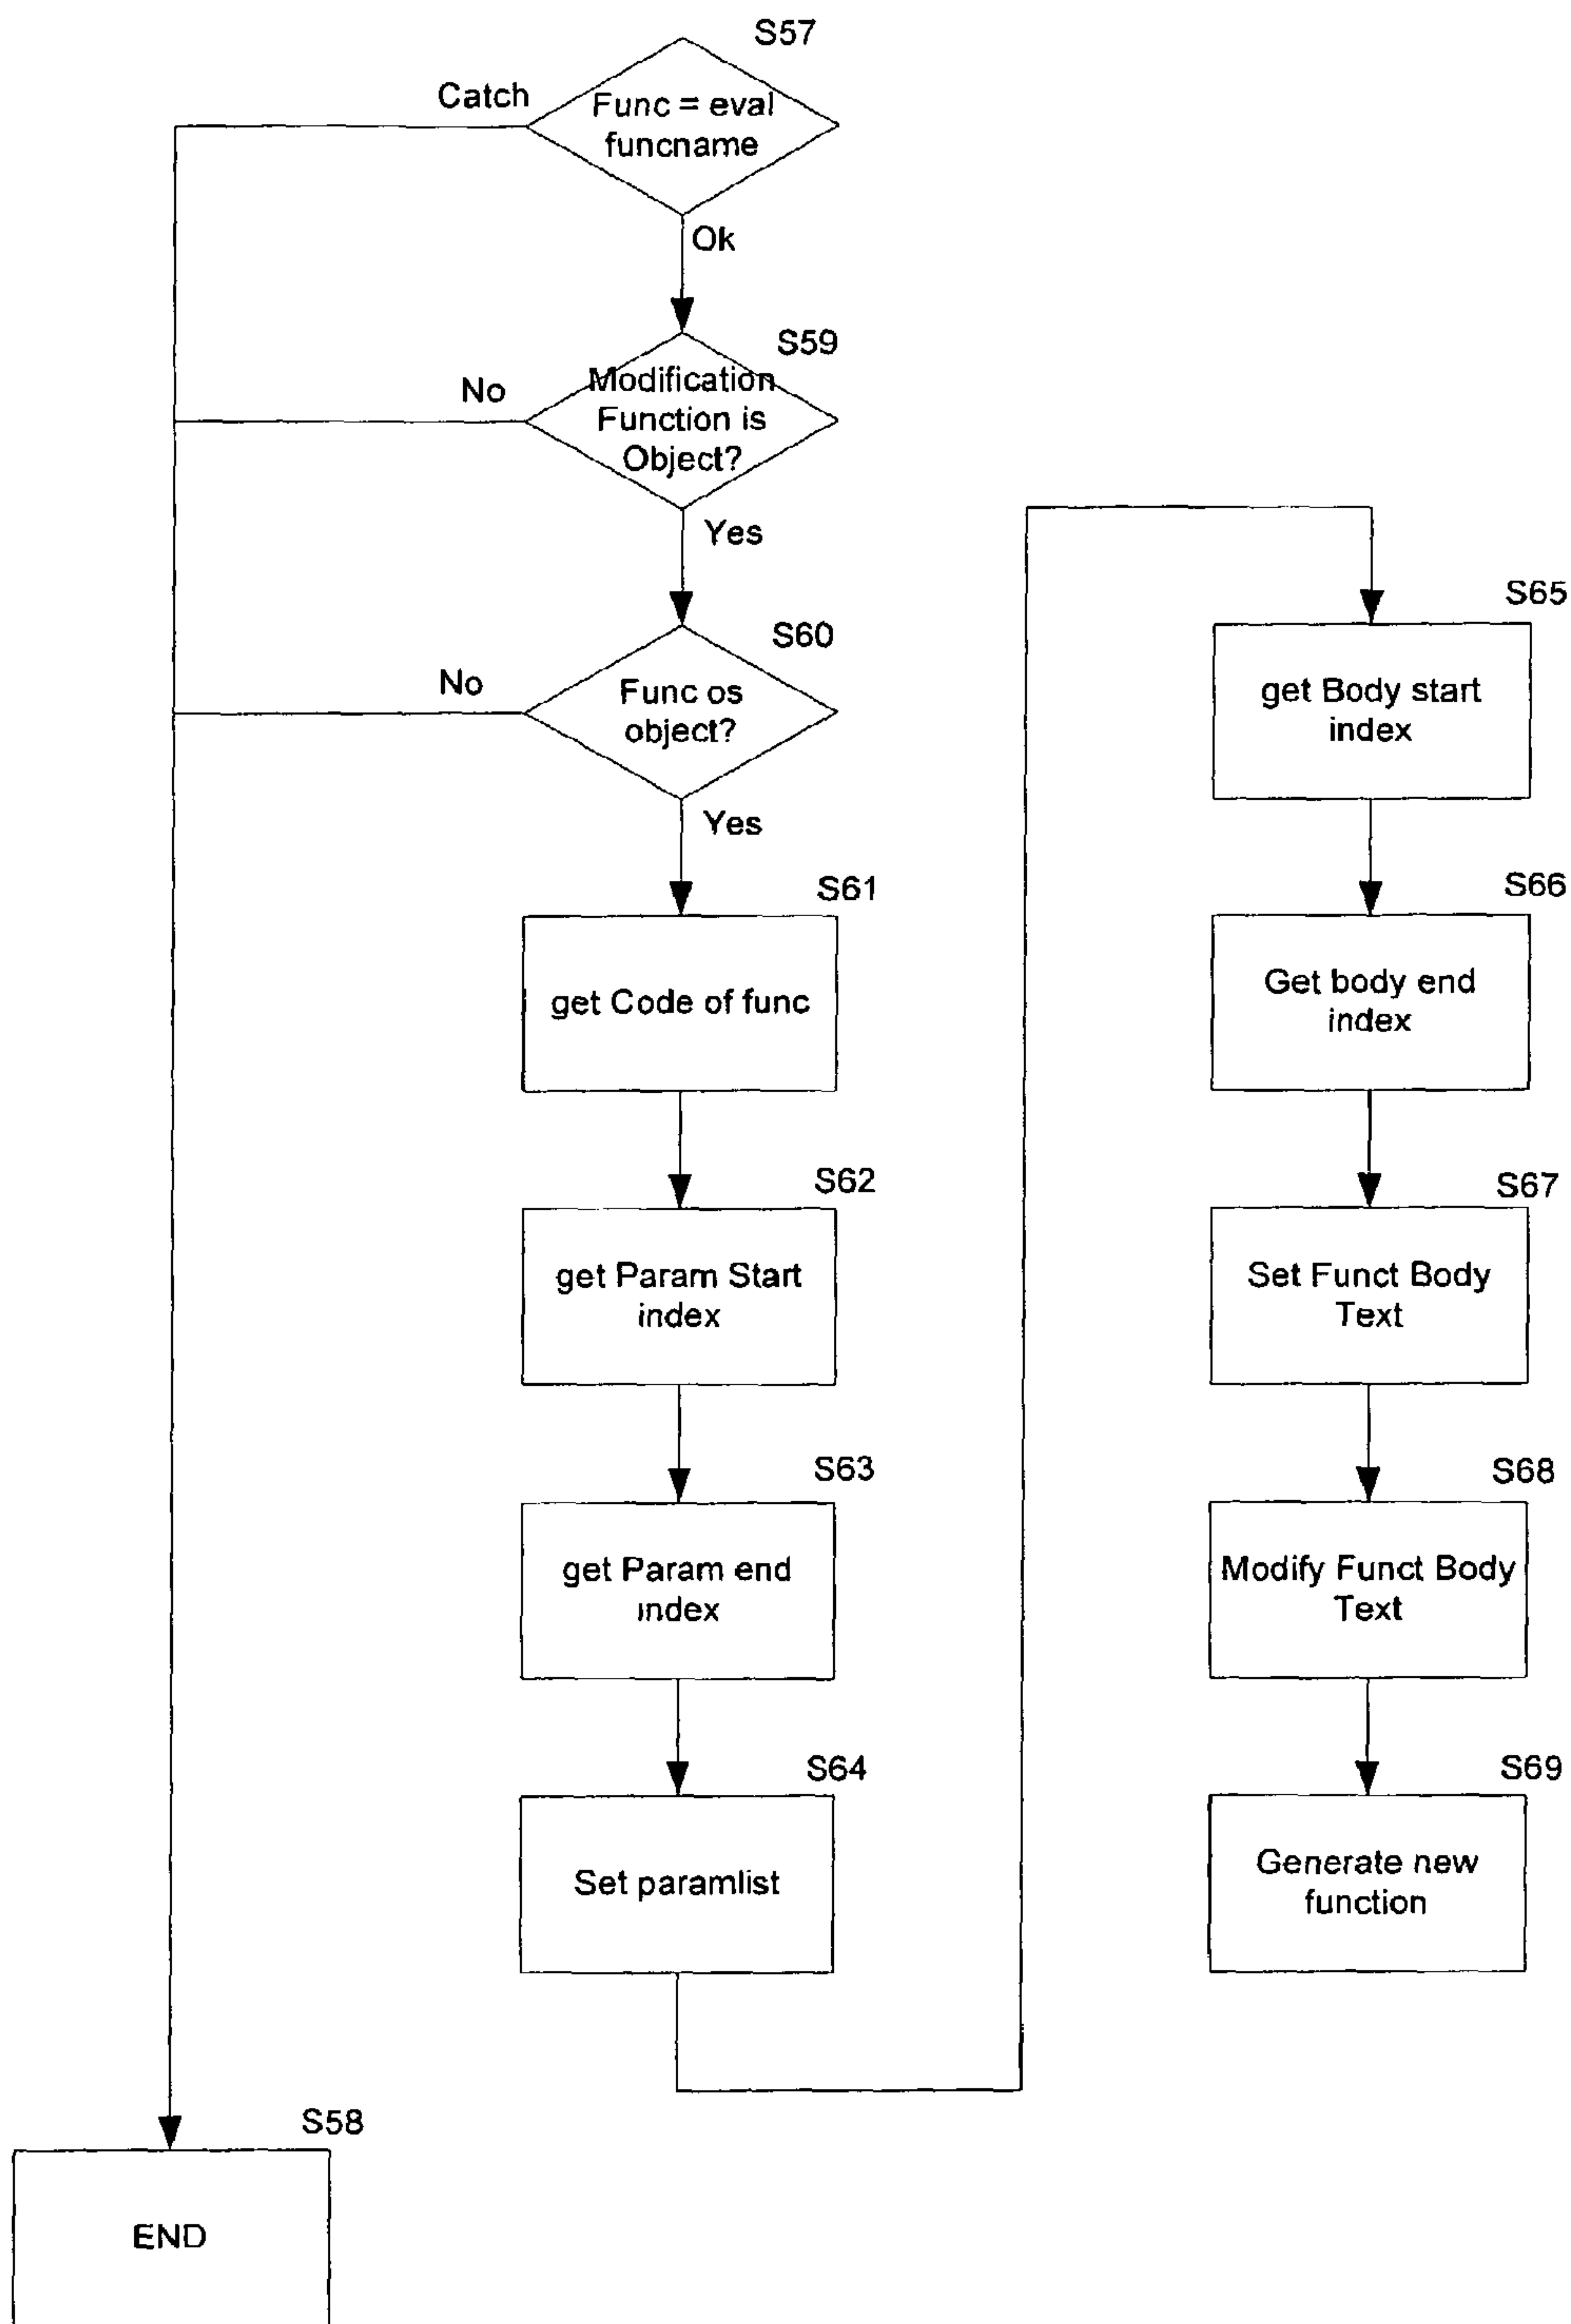 S57
Catch
Func = eval
funcname
Ok
S59
No
Modification
Function is
Object?
Yes
S60
No
Func os
object?
Yes
S61
get Code of func
S62
get Param Start
index
S63
get Param end
index
S64
Set paramlist
S65
get Body start
index
S66
Get body end
index
S67
Set Funct Body
Text
S68
Modify Funct Body
Text
S69
Generate new
function
S58
END